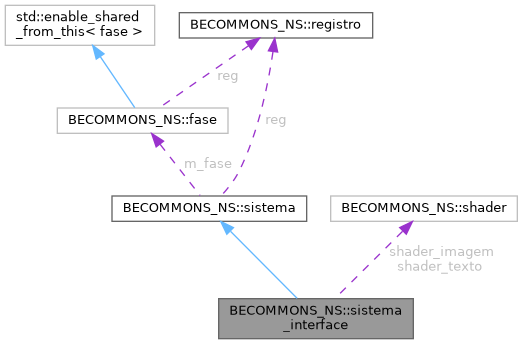 std::enable_shared
_from_this< fase >
BECOMMONS_NS::registro
reg
BECOMMONS_NS::fase
reg
m_fase
BECOMMONS_NS::sistema
BECOMMONS_NS::shader
shader_imagem
shader_texto
BECOMMONS_NS::sistema
_interface